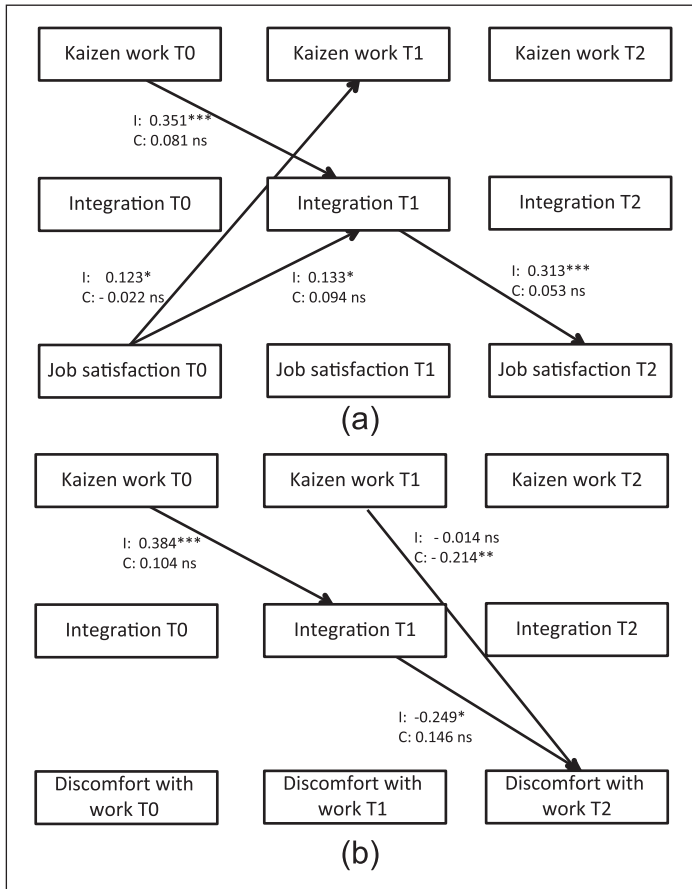 Kaizen work T0
Kaizen work T1
Kaizen work T2
I: 0.351***
C: 0.081 ns
Integration T0
Integration T1
Integration T2
I: 0.123*
C: - 0.022 ns
I: 0.133*
C: 0.094 ns
I: 0.313***
C: 0.053 ns
Job satisfaction T0
Job satisfaction T1
Job satisfaction T2
(a)
Kaizen work T0
Kaizen work T1
Kaizen work T2
I: 0.384***
C: 0.104 ns
I: - 0.014 ns
C: - 0.214**
Integration T0
Integration T1
Integration T2
I: -0.249*
C: 0.146 ns
Discomfort with
work T0
Discomfort with
work T1
Discomfort with
work T2
(b)